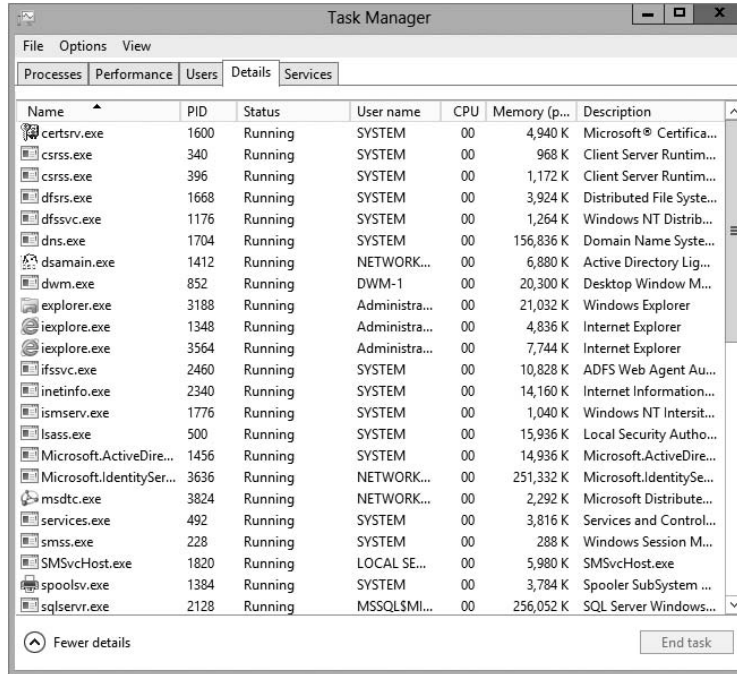 Task Manager
File Options View
Processes Performance Users Details Services
Name PID Status User name CPU Memory (p... Description
certsrv.exe 1600 Running SYSTEM 00 4,940 K Microsoft® Certifica...
csrss.exe 340 Running SYSTEM 00 968 K Client Server Runtim...
csrss.exe 396 Running SYSTEM 00 1,172 K Client Server Runtim...
dfsrs.exe 1668 Running SYSTEM 00 3,924 K Distributed File Syste...
dfssvc.exe 1176 Running SYSTEM 00 1,264 K Windows NT Distrib...
dns.exe 1704 Running SYSTEM 00 156,836 K Domain Name Syste...
dsamain.exe 1412 Running NETWORK... 00 6,880 K Active Directory Lig...
dwm.exe 852 Running DWM-1 00 20,300 K Desktop Window M...
explorer.exe 3188 Running Administra... 00 21,032 K Windows Explorer
iexplore.exe 1348 Running Administra... 00 4,836 K Internet Explorer
iexplore.exe 3564 Running Administra... 00 7,744 K Internet Explorer
ifssvc.exe 2460 Running SYSTEM 00 10,828 K ADFS Web Agent Au...
inetinfo.exe 2340 Running SYSTEM 00 14,160 K Internet Information...
ismserv.exe 1776 Running SYSTEM 00 1,040 K Windows NT Intersit...
lsass.exe 500 Running SYSTEM 00 15,936 K Local Security Autho...
Microsoft.ActiveDire... 1456 Running SYSTEM 00 14,936 K Microsoft.ActiveDire...
Microsoft.IdentitySer... 3636 Running NETWORK... 00 251,332 K Microsoft.IdentitySe...
msdtc.exe 3824 Running NETWORK... 00 2,292 K Microsoft Distribute...
services.exe 492 Running SYSTEM 00 3,816 K Services and Control...
smss.exe 228 Running SYSTEM 00 288 K Windows Session M...
SMSvcHost.exe 1820 Running LOCAL SE... 00 5,980 K SMSvcHost.exe
spoolsv.exe 1384 Running SYSTEM 00 3,784 K Spooler SubSystem ...
sqlservr.exe 2128 Running MSSQL$MI... 00 256,052 K SQL Server Windows...
Fewer details End task